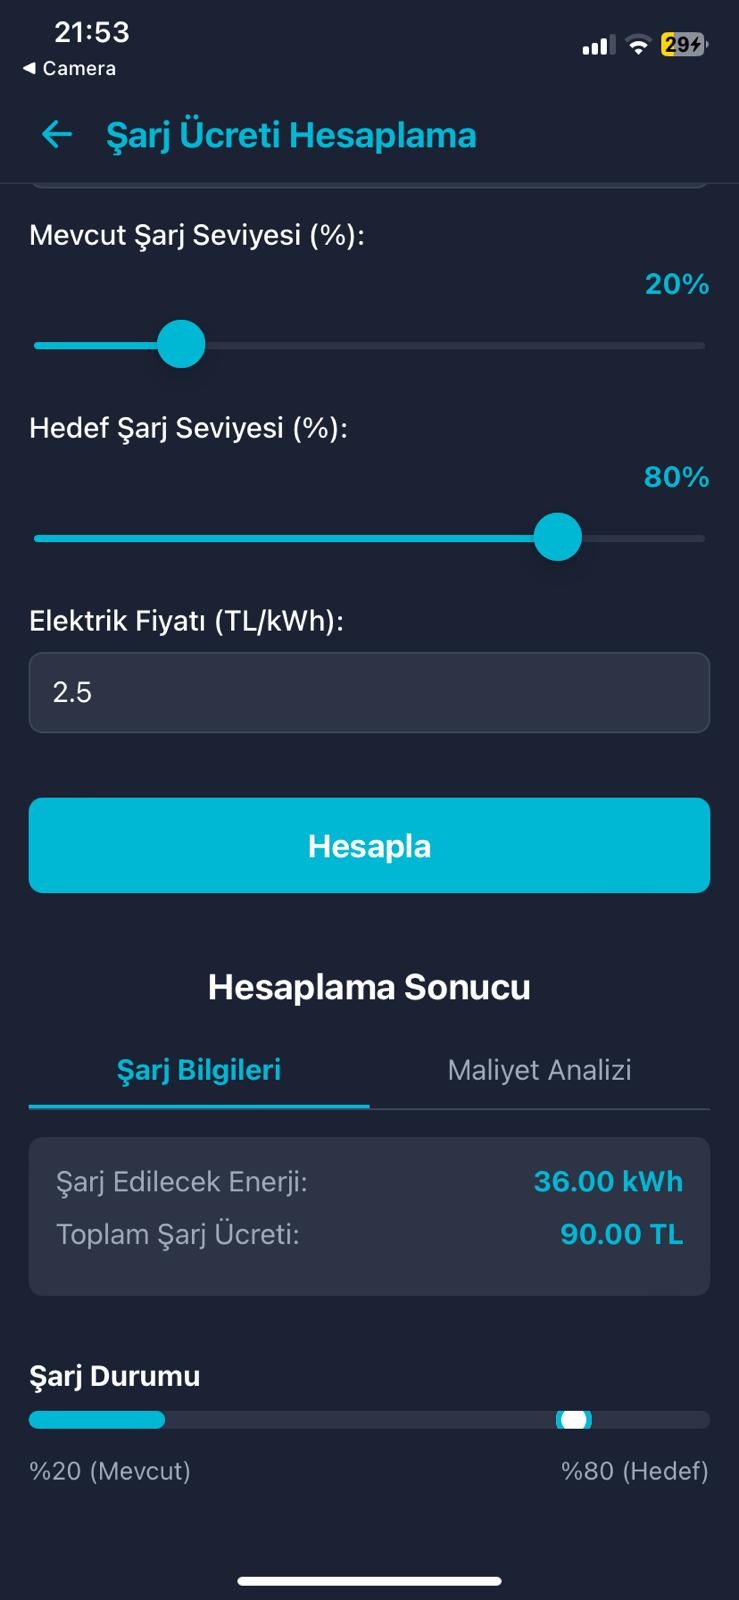 21:53
29
◀ Camera
Şarj Ücreti Hesaplama
Mevcut Şarj Seviyesi (%):
20%
Hedef Şarj Seviyesi (%):
80%
Elektrik Fiyatı (TL/kWh):
2.5
Hesapla
Hesaplama Sonucu
Şarj Bilgileri
Maliyet Analizi
Şarj Edilecek Enerji: 36.00 kWh
Toplam Şarj Ücreti: 90.00 TL
Şarj Durumu
%20 (Mevcut) %80 (Hedef)